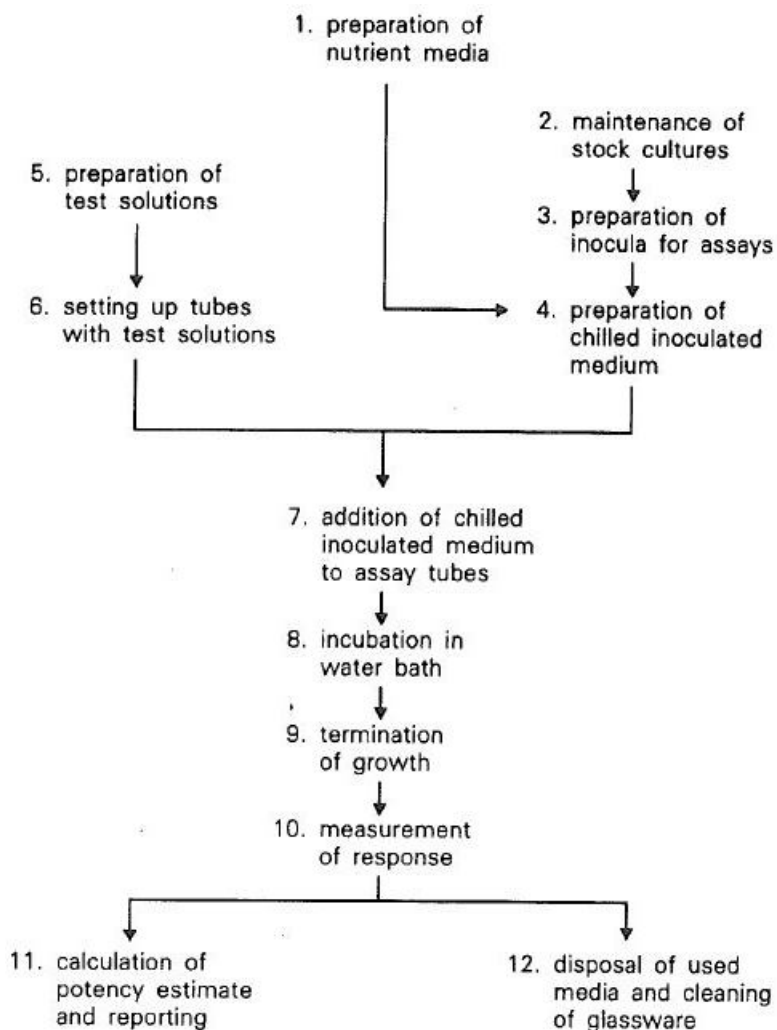 1. preparation of
nutrient media
2. maintenance of
stock cultures
5. preparation of
test solutions
3. preparation of
inocula for assays
6. setting up tubes
with test solutions
4. preparation of
chilled inoculated
medium
7. addition of chilled
inoculated medium
to assay tubes
8. incubation in
water bath
9. termination
of growth
10. measurement
of response
11. calculation of
potency estimate
and reporting
12. disposal of used
media and cleaning
of glassware